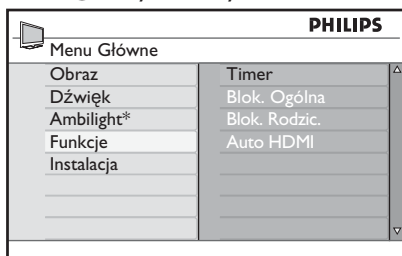 PHILIPS
Menu Główne
Obraz
Dźwięk
Ambilight*
Funkcje
Instalacja
Timer
Blok. Ogólna
Blok. Rodzic.
Auto HDMI